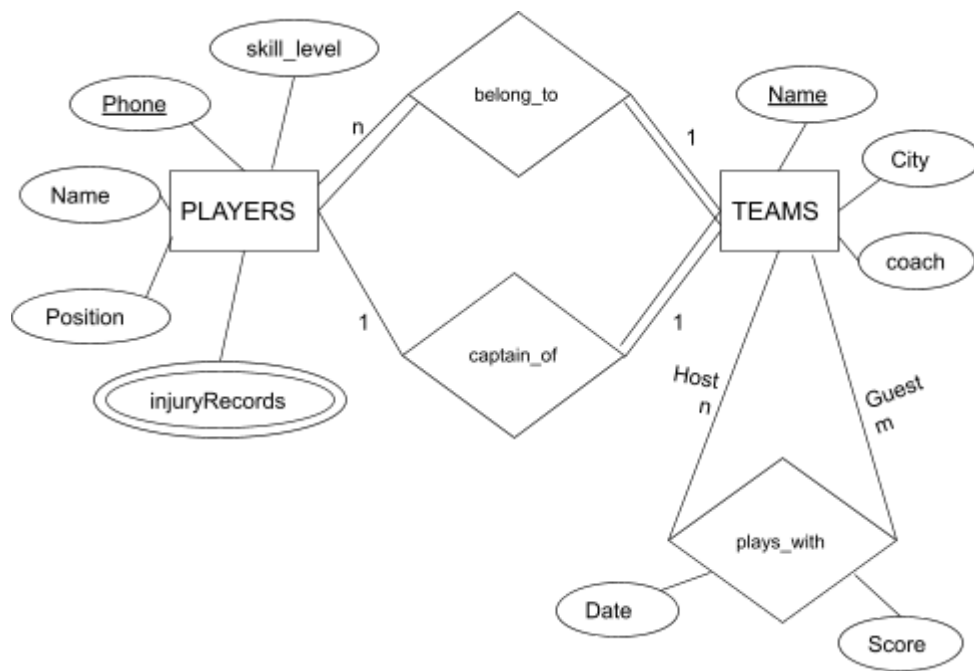 skill_level
belong_to
Phone
Name
n
1
City
Name
PLAYERS
TEAMS
coach
Position
1
captain_of
1
Host
n
Guest
m
injuryRecords
plays_with
Date
Score